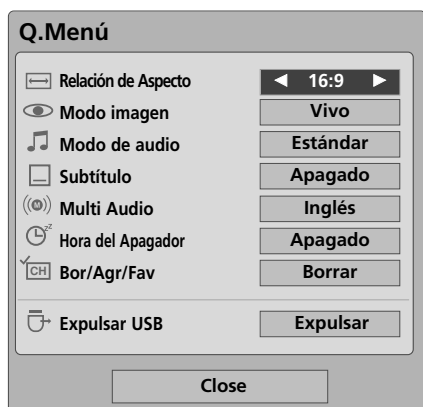 Q.Menú
Relación de Aspecto ◄ 16:9 ►
Modo imagen Vivo
Modo de audio Estándar
Subtítulo Apagado
Multi Audio Inglés
Hora del Apagador Apagado
CH Bor/Agr/Fav Borrar
Expulsar USB Expulsar
Close